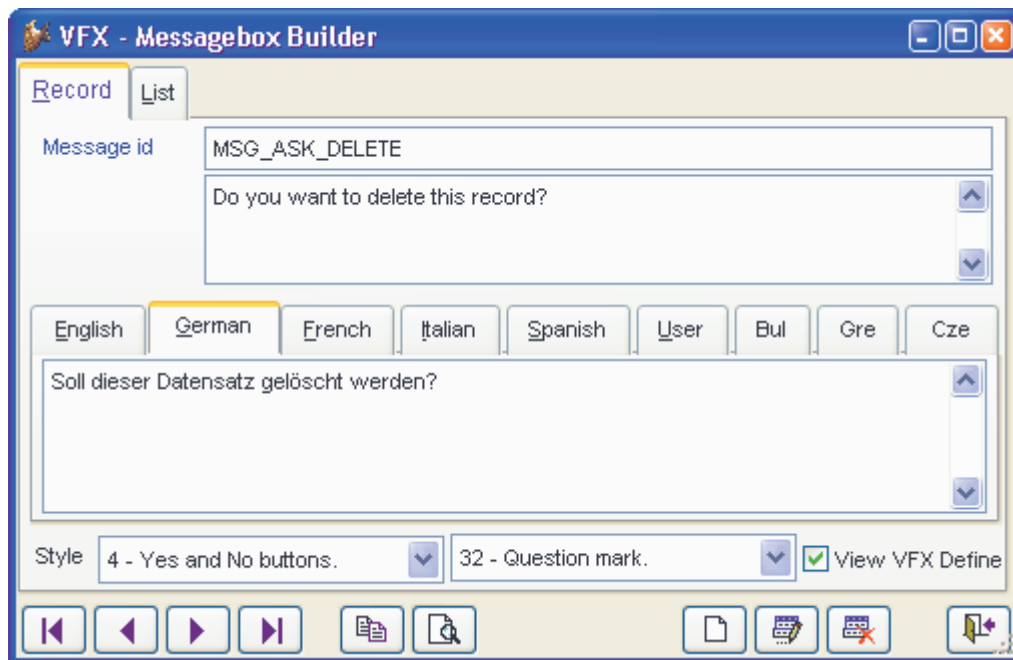 VFX - Messagebox Builder
Record List
Message id MSG_ASK_DELETE
Do you want to delete this record?
English German French Italian Spanish User Bul Gre Cze
Soll dieser Datensatz gelöscht werden?
Style 4 - Yes and No buttons. 32 - Question mark. View VFX Define